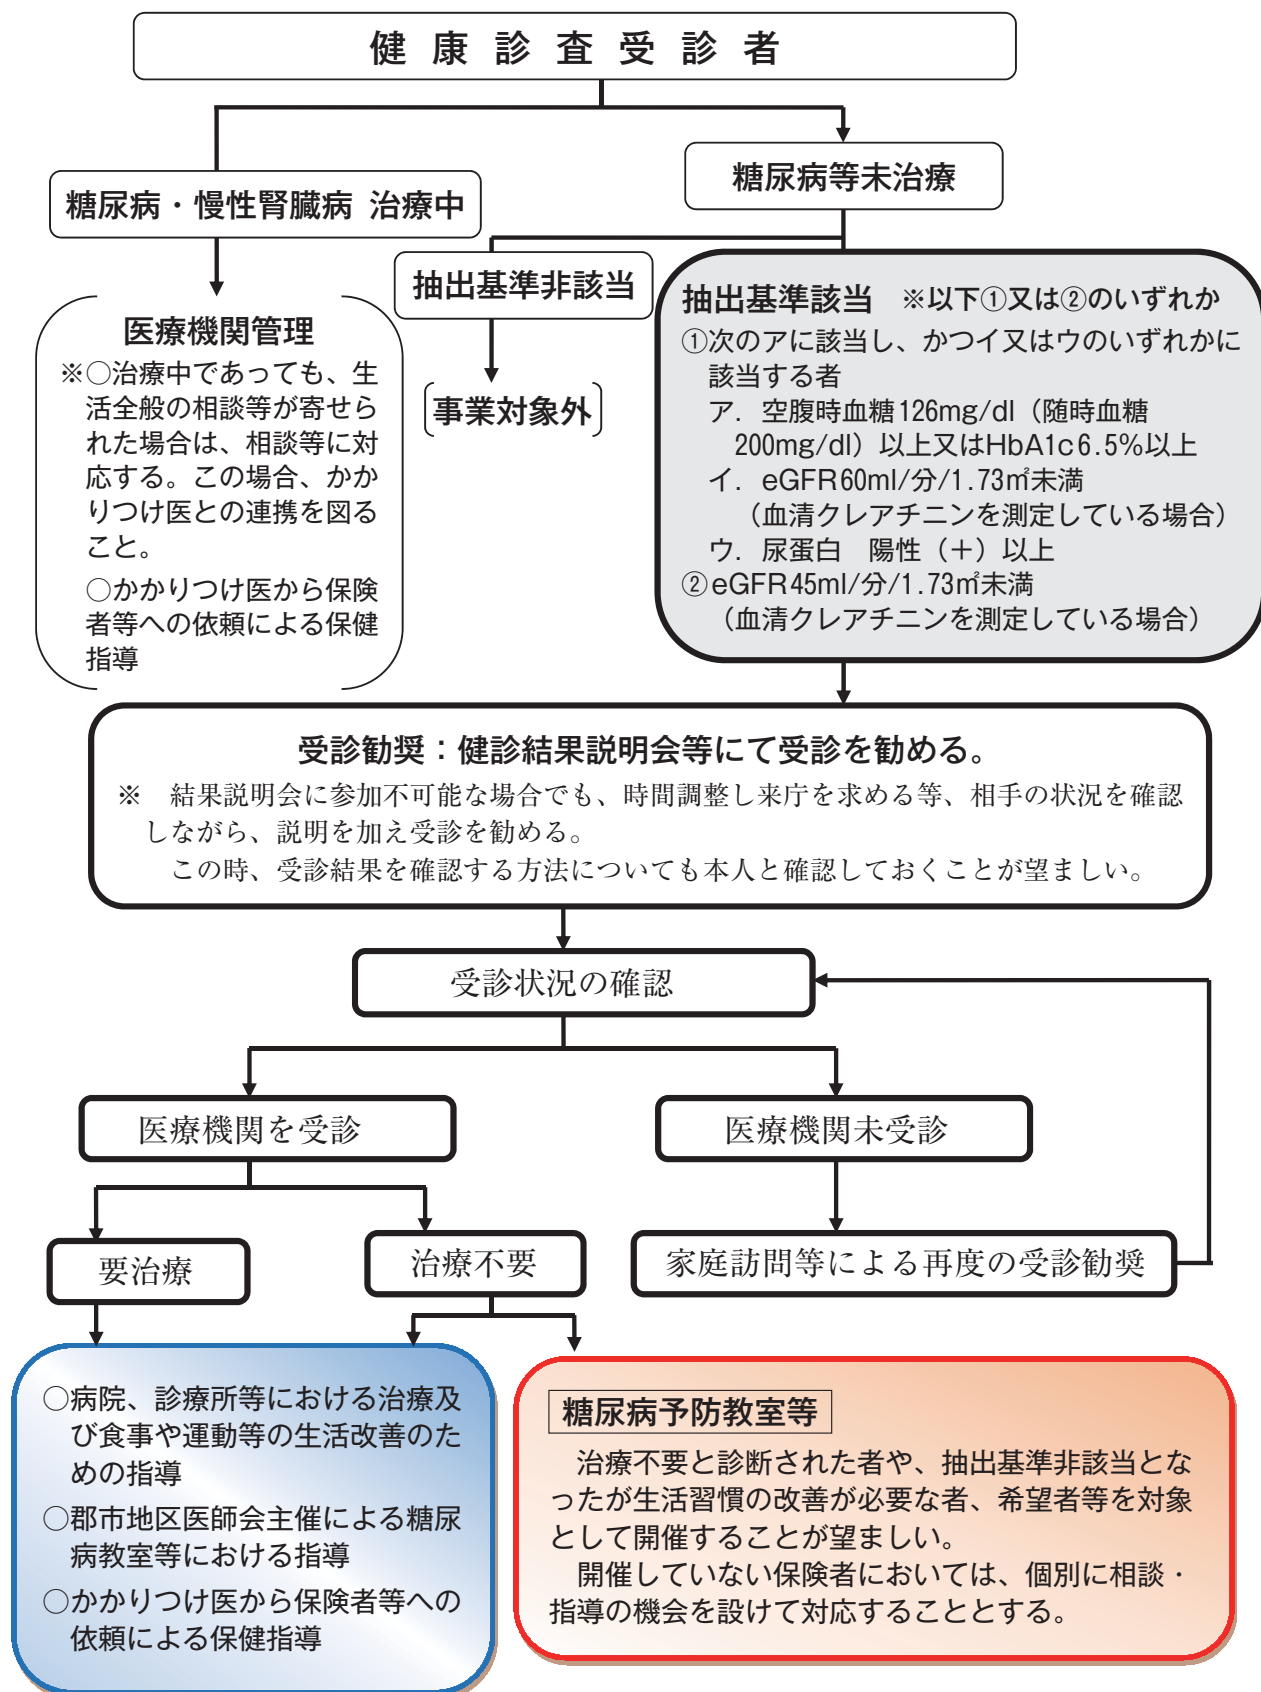 健康診査受診者
糖尿病等未治療
糖尿病・慢性腎臓病 治療中
抽出基準非該当
事業対象外
医療機関管理
※○治療中であっても、生
活全般の相談等が寄せら
れた場合は、相談等に対
応する。この場合、かか
りつけ医との連携を図る
こと。
○かかりつけ医から保険
者等への依頼による保健
指導
抽出基準該当 ※以下①又は②のいずれか
①次のアに該当し、かつイ又はウのいずれかに
該当する者
ア．空腹時血糖126mg/dl（随時血糖
200mg/dl）以上又はHbA1c6.5%以上
イ．eGFR60ml/分/1.73㎡未満
（血清クレアチニンを測定している場合）
ウ．尿蛋白　陽性（＋）以上
②eGFR45ml/分/1.73㎡未満
（血清クレアチニンを測定している場合）
受診勧奨：健診結果説明会等にて受診を勧める。
※　結果説明会に参加不可能な場合でも、時間調整し来庁を求める等、相手の状況を確認
しながら、説明を加え受診を勧める。
この時、受診結果を確認する方法についても本人と確認しておくことが望ましい。
受診状況の確認
医療機関を受診
医療機関未受診
要治療
治療不要
家庭訪問等による再度の受診勧奨
○病院、診療所等における治療及
び食事や運動等の生活改善のた
めの指導
○郡市地区医師会主催による糖尿
病教室等における指導
○かかりつけ医から保険者等への
依頼による保健指導
糖尿病予防教室等
治療不要と診断された者や、抽出基準非該当とな
ったが生活習慣の改善が必要な者、希望者等を対象
として開催することが望ましい。
開催していない保険者においては、個別に相談・
指導の機会を設けて対応することとする。